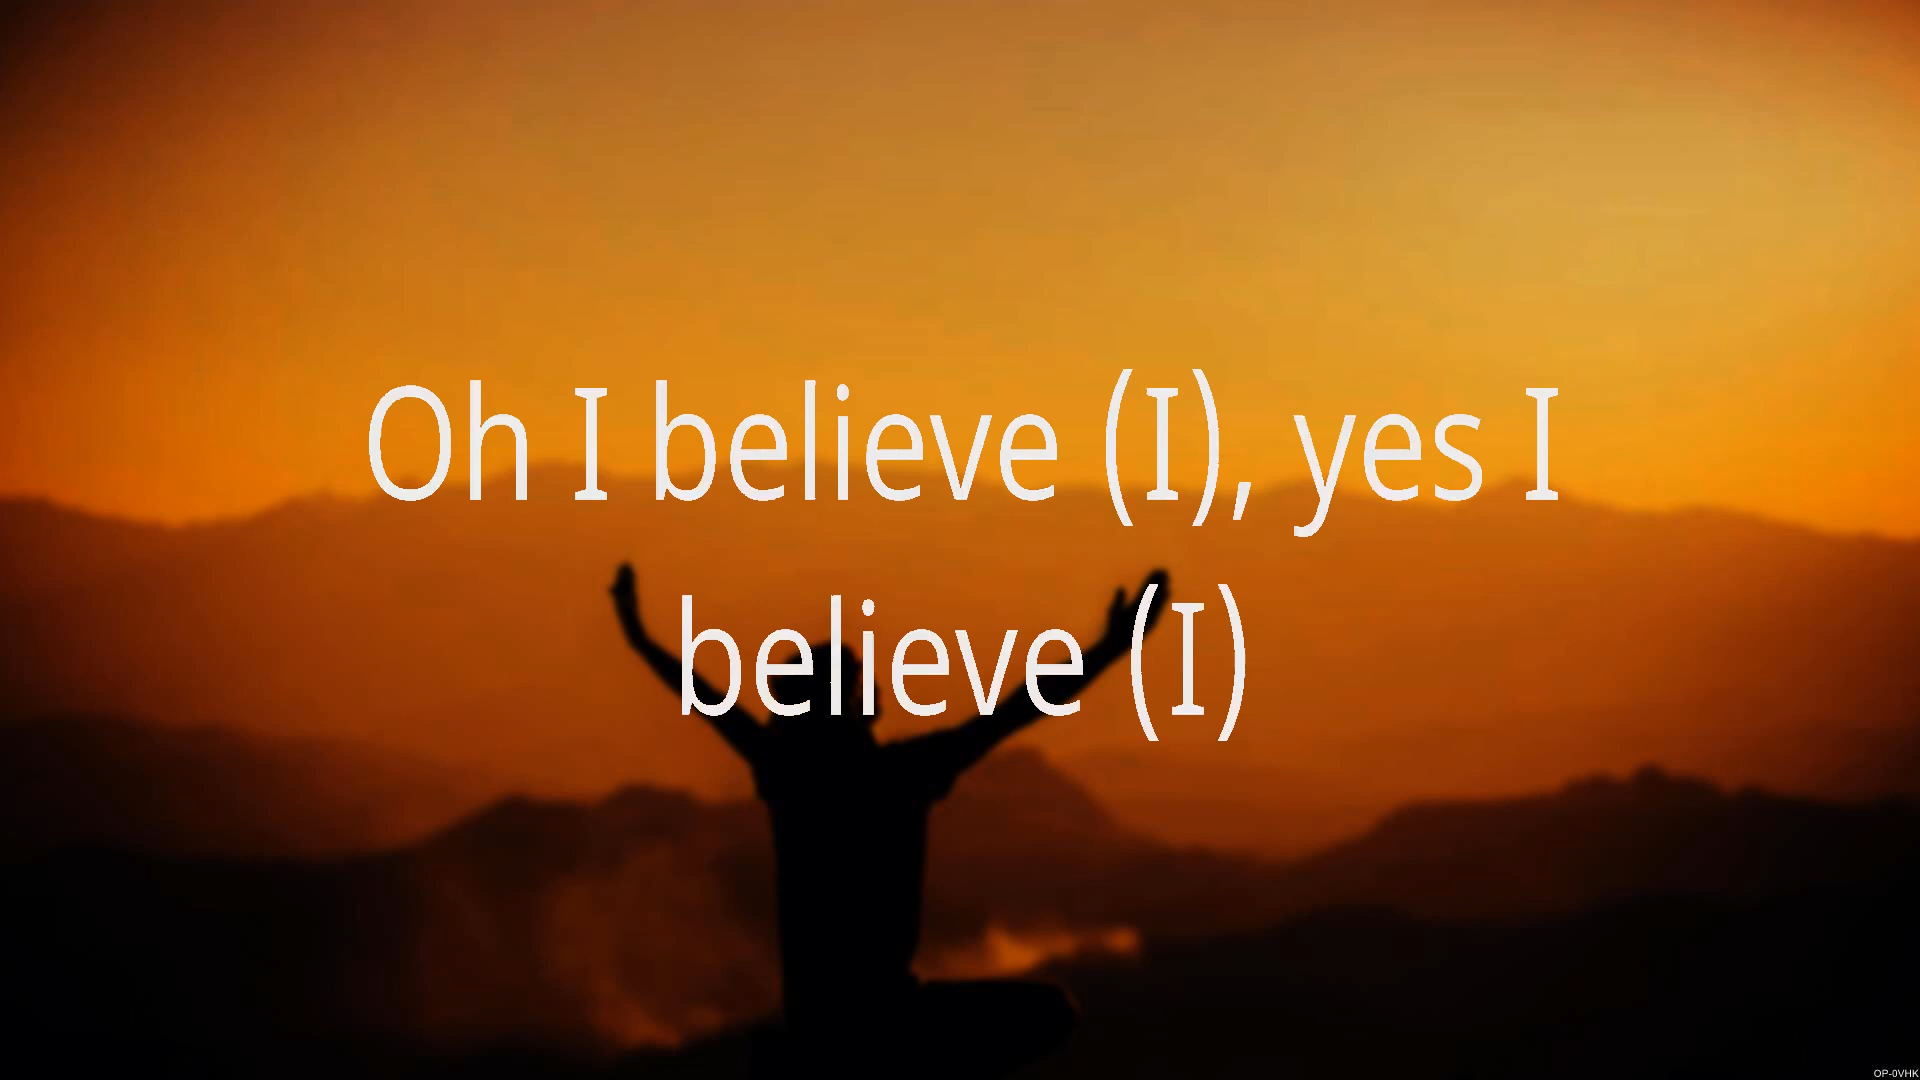 Oh I believe (I), yes I
believe (I)
OP-0VHK